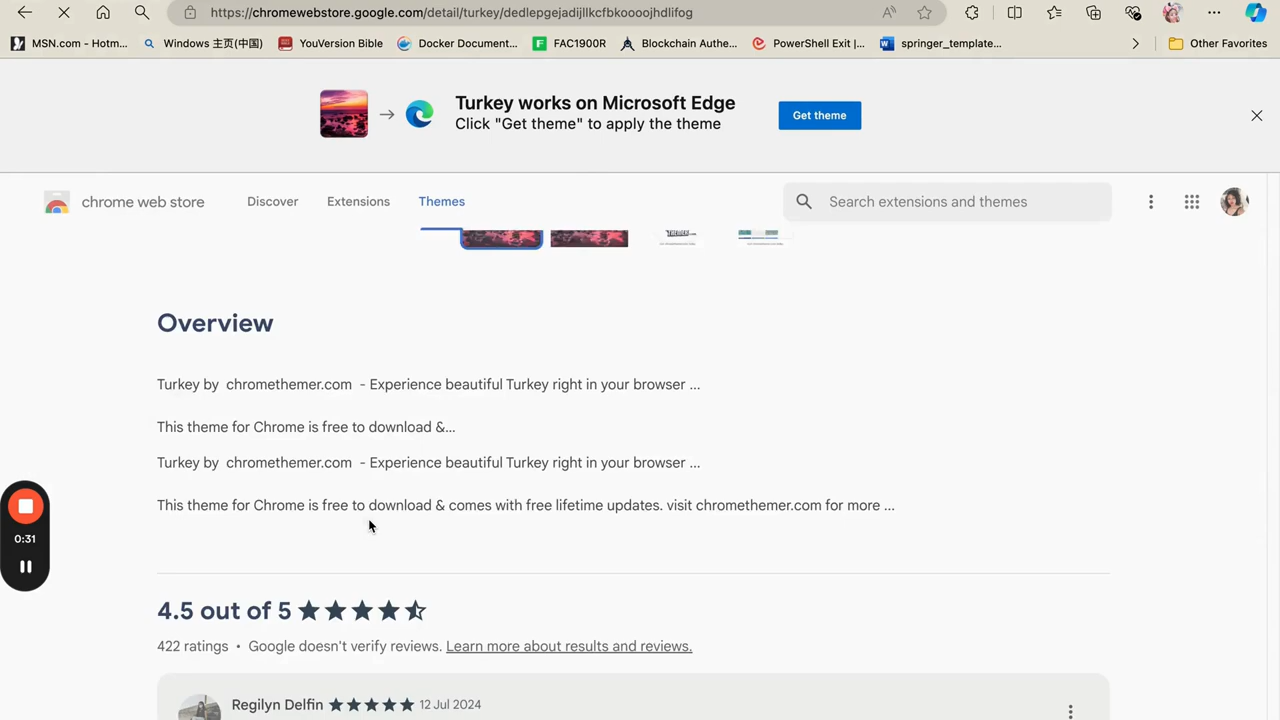 https://chromewebstore.google.com/detail/turkey/dedlepgejadijllkcfbkoooojhdlifog
MSN.com - Hotm...
Windows 主页(中国)
YouVersion Bible
Docker Document...
FAC1900R
Blockchain Authe...
PowerShell Exit |...
springer_template...
Other Favorites
Turkey works on Microsoft Edge
Click "Get theme" to apply the theme
Get theme
chrome web store
Discover
Extensions
Themes
Search extensions and themes
Overview
Turkey by chromethemer.com - Experience beautiful Turkey right in your browser ...
This theme for Chrome is free to download &...
Turkey by chromethemer.com - Experience beautiful Turkey right in your browser ...
This theme for Chrome is free to download & comes with free lifetime updates. visit chromethemer.com for more ...
0:31
4.5 out of 5
422 ratings • Google doesn't verify reviews. Learn more about results and reviews.
Regilyn Delfin
12 Jul 2024